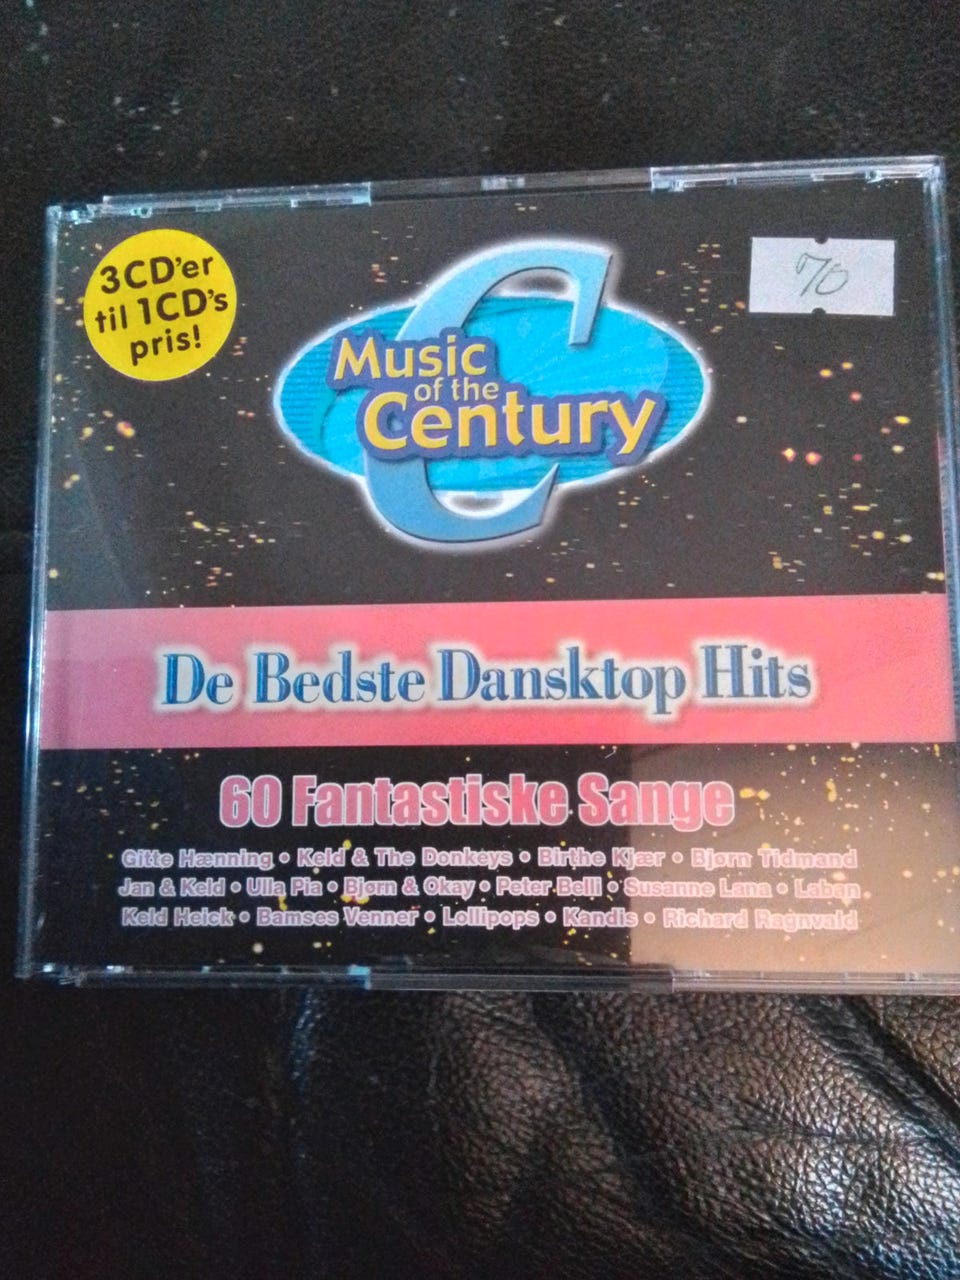 3 CD'er
til 1CD's
pris!
70
C
Music
of the
Century
De Bedste Dansktop Hits
60 Fantastiske Sange
Gitte Hænning • Keld & The Donkeys • Birthe Kjær • Bjørn Tidmand
Jan & Keld • Ulla Pia • Bjørn & Okay • Peter Belli • Susanne Lana • Laban
Keld Heick • Bamses Venner • Lollipops • Kandis • Richard Ragnvald